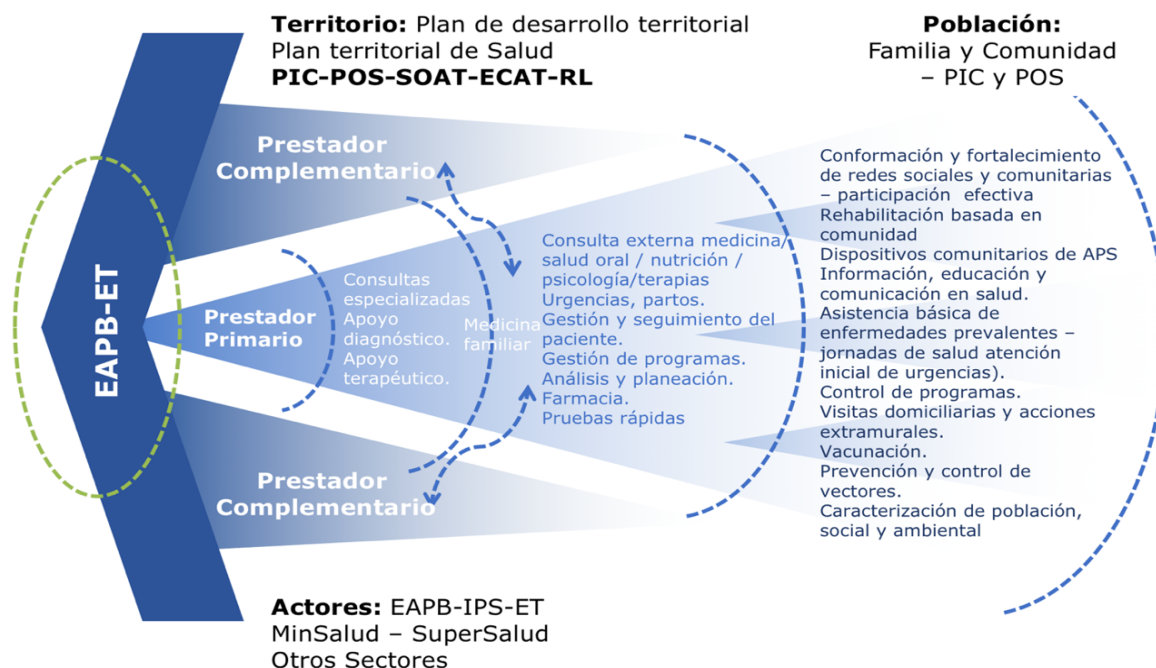 Territorio: Plan de desarrollo territorial
Plan territorial de Salud
PIC-POS-SOAT-ECAT-RL
Población:
Familia y Comunidad
– PIC y POS
EAPB-ET
Prestador
Complementario
Prestador
Primario
Consultas
especializadas
Apoyo
diagnóstico.
Apoyo
terapéutico.
Medicina
familiar
Consulta externa medicina/
salud oral / nutrición /
psicología/terapias
Urgencias, partos.
Gestión y seguimiento del
paciente.
Gestión de programas.
Análisis y planeación.
Farmacia.
Pruebas rápidas
Prestador
Complementario
Conformación y fortalecimiento
de redes sociales y comunitarias
– participación efectiva
Rehabilitación basada en
comunidad
Dispositivos comunitarios de APS
Información, educación y
comunicación en salud.
Asistencia básica de
enfermedades prevalentes –
jornadas de salud atención
inicial de urgencias).
Control de programas.
Visitas domiciliarias y acciones
extramurales.
Vacunación.
Prevención y control de
vectores.
Caracterización de población,
social y ambiental
Actores: EAPB-IPS-ET
MinSalud – SuperSalud
Otros Sectores